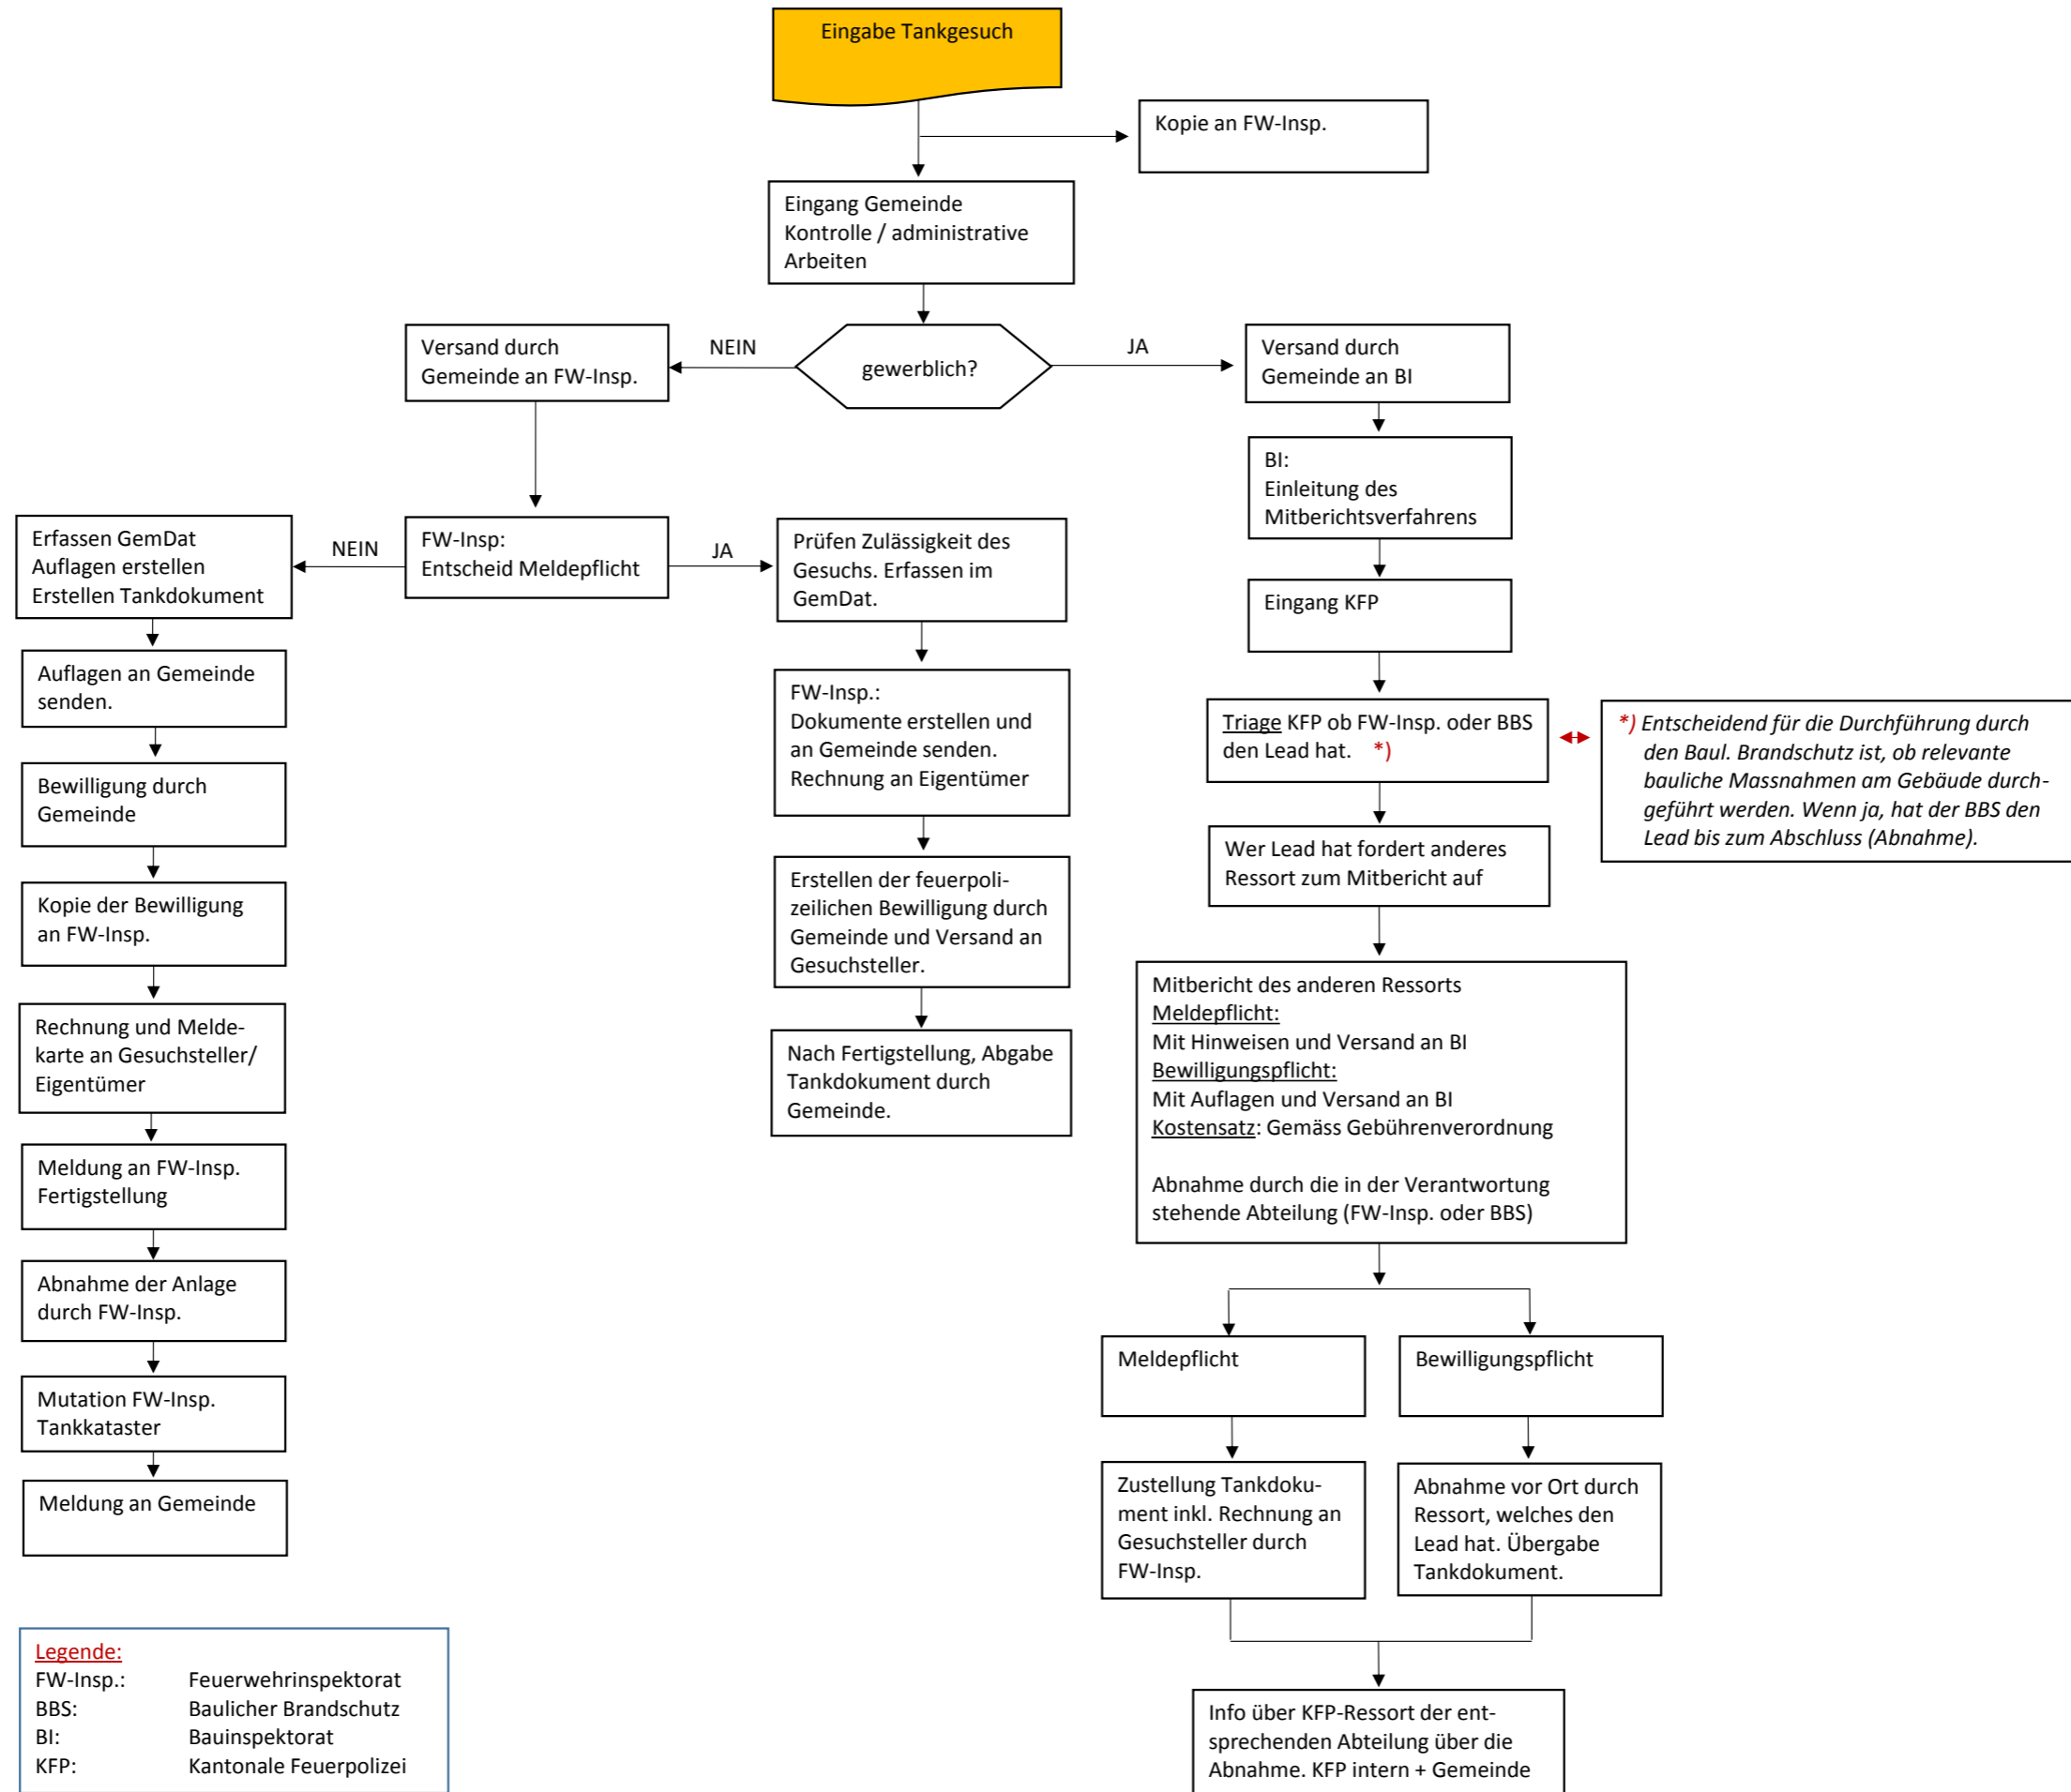 Eingabe Tankgesuch
Kopie an FW-Insp.
Eingang Gemeinde
Kontrolle / administrative
Arbeiten
gewerblich?
NEIN
JA
Versand durch
Gemeinde an FW-Insp.
Versand durch
Gemeinde an BI
FW-Insp:
Entscheid Meldepflicht
NEIN
JA
Erfassen GemDat
Auflagen erstellen
Erstellen Tankdokument
Auflagen an Gemeinde
senden.
Bewilligung durch
Gemeinde
Kopie der Bewilligung
an FW-Insp.
Rechnung und Melde-
karte an Gesuchsteller/
Eigentümer
Meldung an FW-Insp.
Fertigstellung
Abnahme der Anlage
durch FW-Insp.
Mutation FW-Insp.
Tankkataster
Meldung an Gemeinde
Prüfen Zulässigkeit des
Gesuchs. Erfassen im
GemDat.
FW-Insp.:
Dokumente erstellen und
an Gemeinde senden.
Rechnung an Eigentümer
Erstellen der feuerpoli-
zeilichen Bewilligung durch
Gemeinde und Versand an
Gesuchsteller.
Nach Fertigstellung, Abgabe
Tankdokument durch
Gemeinde.
BI:
Einleitung des
Mitberichtsverfahrens
Eingang KFP
Triage KFP ob FW-Insp. oder BBS
den Lead hat. *)
*) Entscheidend für die Durchführung durch
den Baul. Brandschutz ist, ob relevante
bauliche Massnahmen am Gebäude durch-
geführt werden. Wenn ja, hat der BBS den
Lead bis zum Abschluss (Abnahme).
Wer Lead hat fordert anderes
Ressort zum Mitbericht auf
Mitbericht des anderen Ressorts
Meldepflicht:
Mit Hinweisen und Versand an BI
Bewilligungspflicht:
Mit Auflagen und Versand an BI
Kostensatz: Gemäss Gebührenverordnung
Abnahme durch die in der Verantwortung
stehende Abteilung (FW-Insp. oder BBS)
Meldepflicht
Bewilligungspflicht
Zustellung Tankdoku-
ment inkl. Rechnung an
Gesuchsteller durch
FW-Insp.
Abnahme vor Ort durch
Ressort, welches den
Lead hat. Übergabe
Tankdokument.
Info über KFP-Ressort der ent-
sprechenden Abteilung über die
Abnahme. KFP intern + Gemeinde
Legende:
FW-Insp.: Feuerwehrinspektorat
BBS: Baulicher Brandschutz
BI: Bauinspektorat
KFP: Kantonale Feuerpolizei